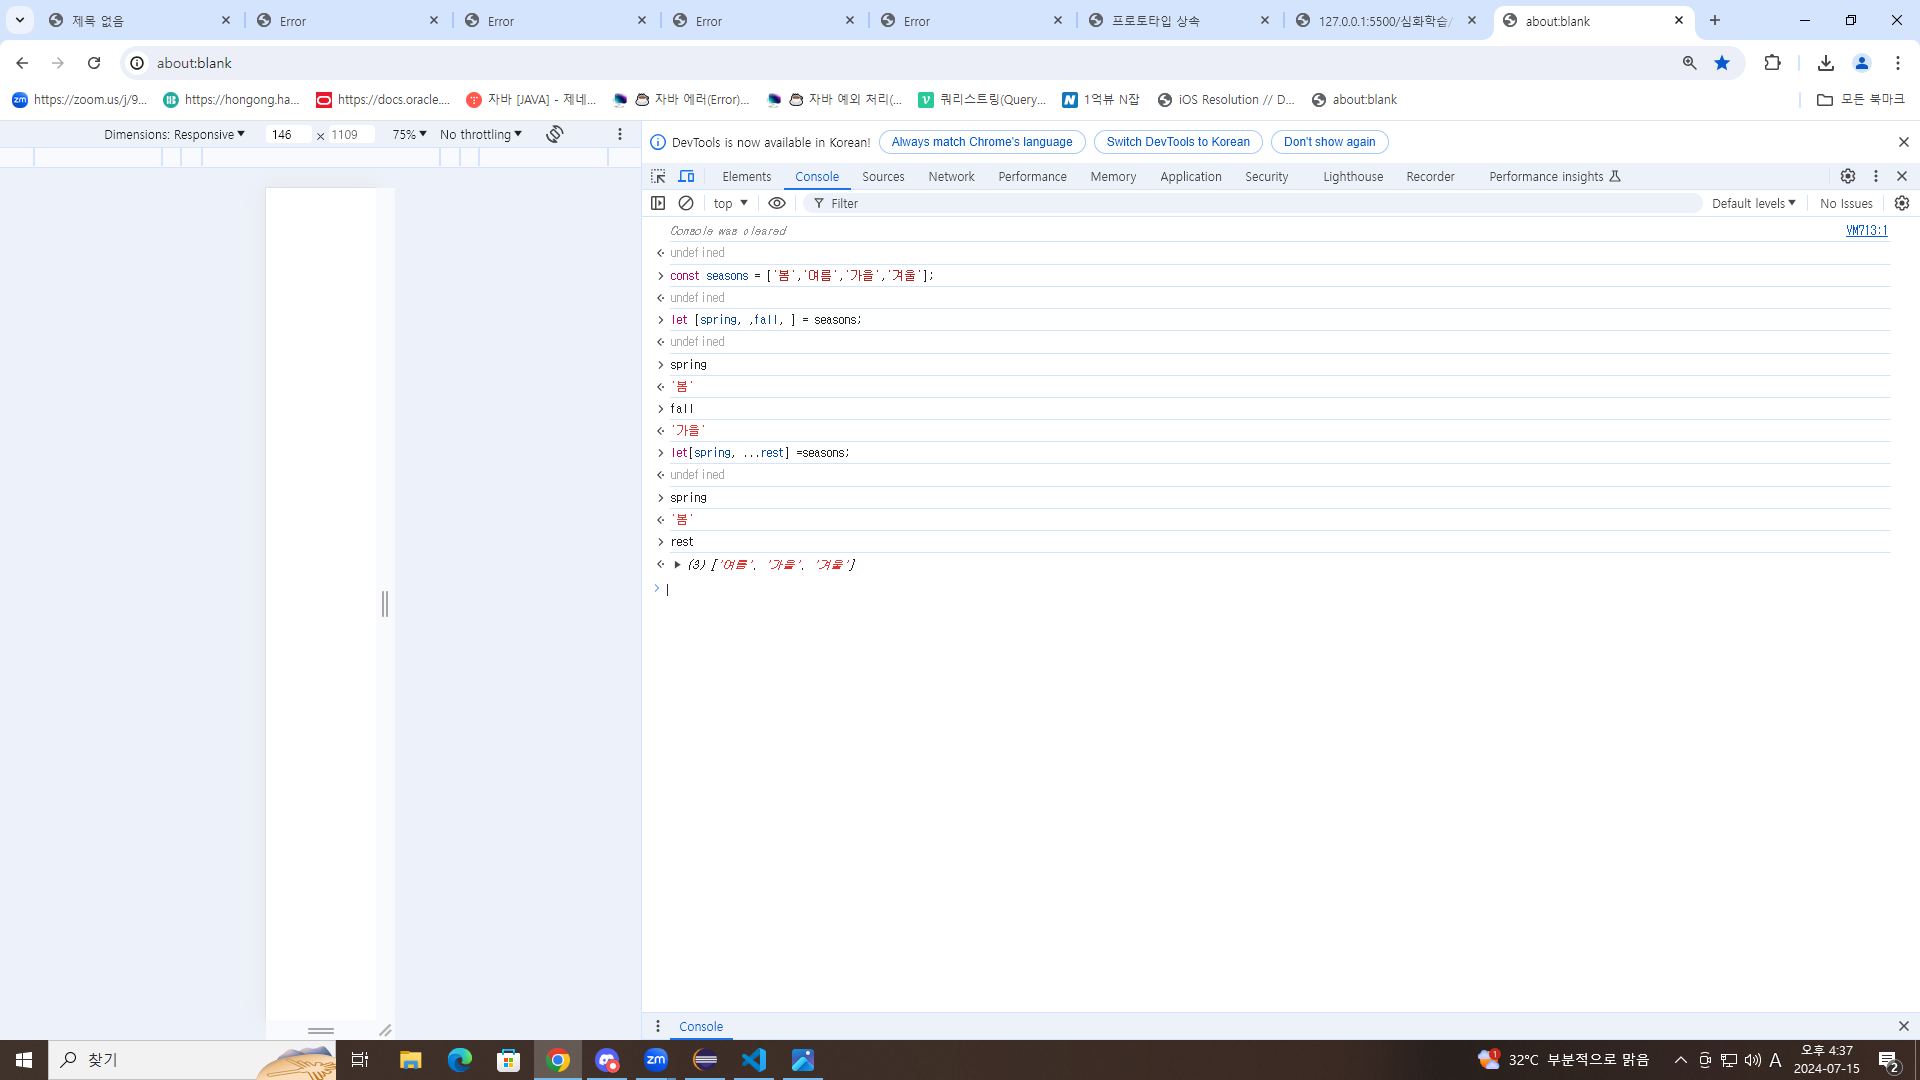 제목 없음
Error
Error
Error
Error
프로토타입 상속
127.0.0.1:5500/심화학습/
about:blank
about:blank
https://zoom.us/j/9...
https://hongong.ha...
https://docs.oracle....
자바 [JAVA] - 제네...
자바 에러(Error)...
자바 예외 처리(...
쿼리스트링(Query...
1억뷰 N잡
iOS Resolution // D...
about:blank
모든 북마크
Dimensions: Responsive
146
×
1109
75%
No throttling
DevTools is now available in Korean!
Always match Chrome's language
Switch DevTools to Korean
Don't show again
Elements
Console
Sources
Network
Performance
Memory
Application
Security
Lighthouse
Recorder
Performance insights
top
Filter
Default levels
No Issues
Console was cleared
VM713:1
undefined
const seasons = ['봄','여름','가을','겨울'];
undefined
let [spring, ,fall, ] = seasons;
undefined
spring
'봄'
fall
'가을'
let[spring, ...rest] =seasons;
undefined
spring
'봄'
rest
(3) ['여름', '가을', '겨울']
Console
찾기
zm
32°C 부분적으로 맑음
A
오후 4:37
2024-07-15
2